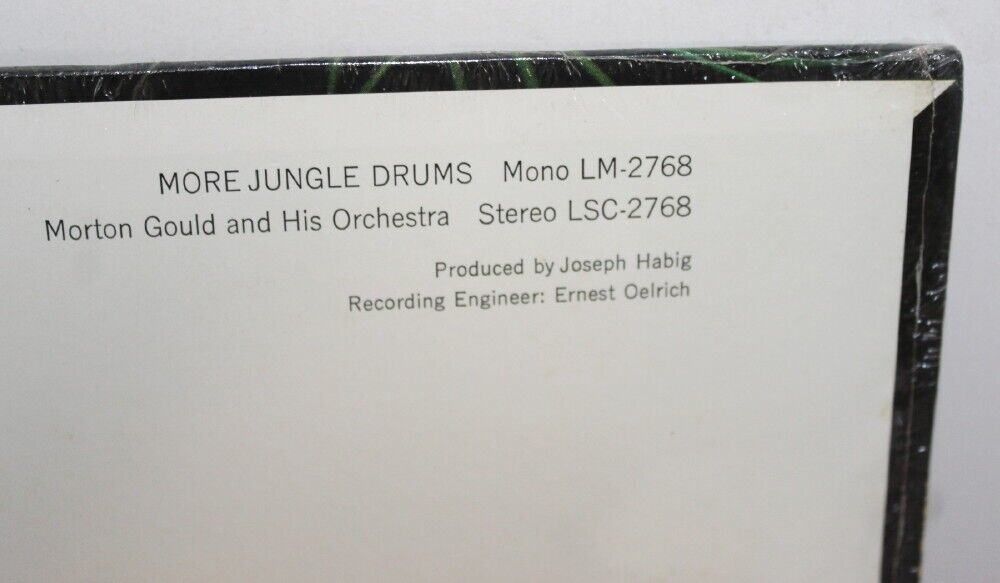 MORE JUNGLE DRUMS Mono LM-2768
Morton Gould and His Orchestra Stereo LSC-2768
Produced by Joseph Habig
Recording Engineer: Ernest Oelrich